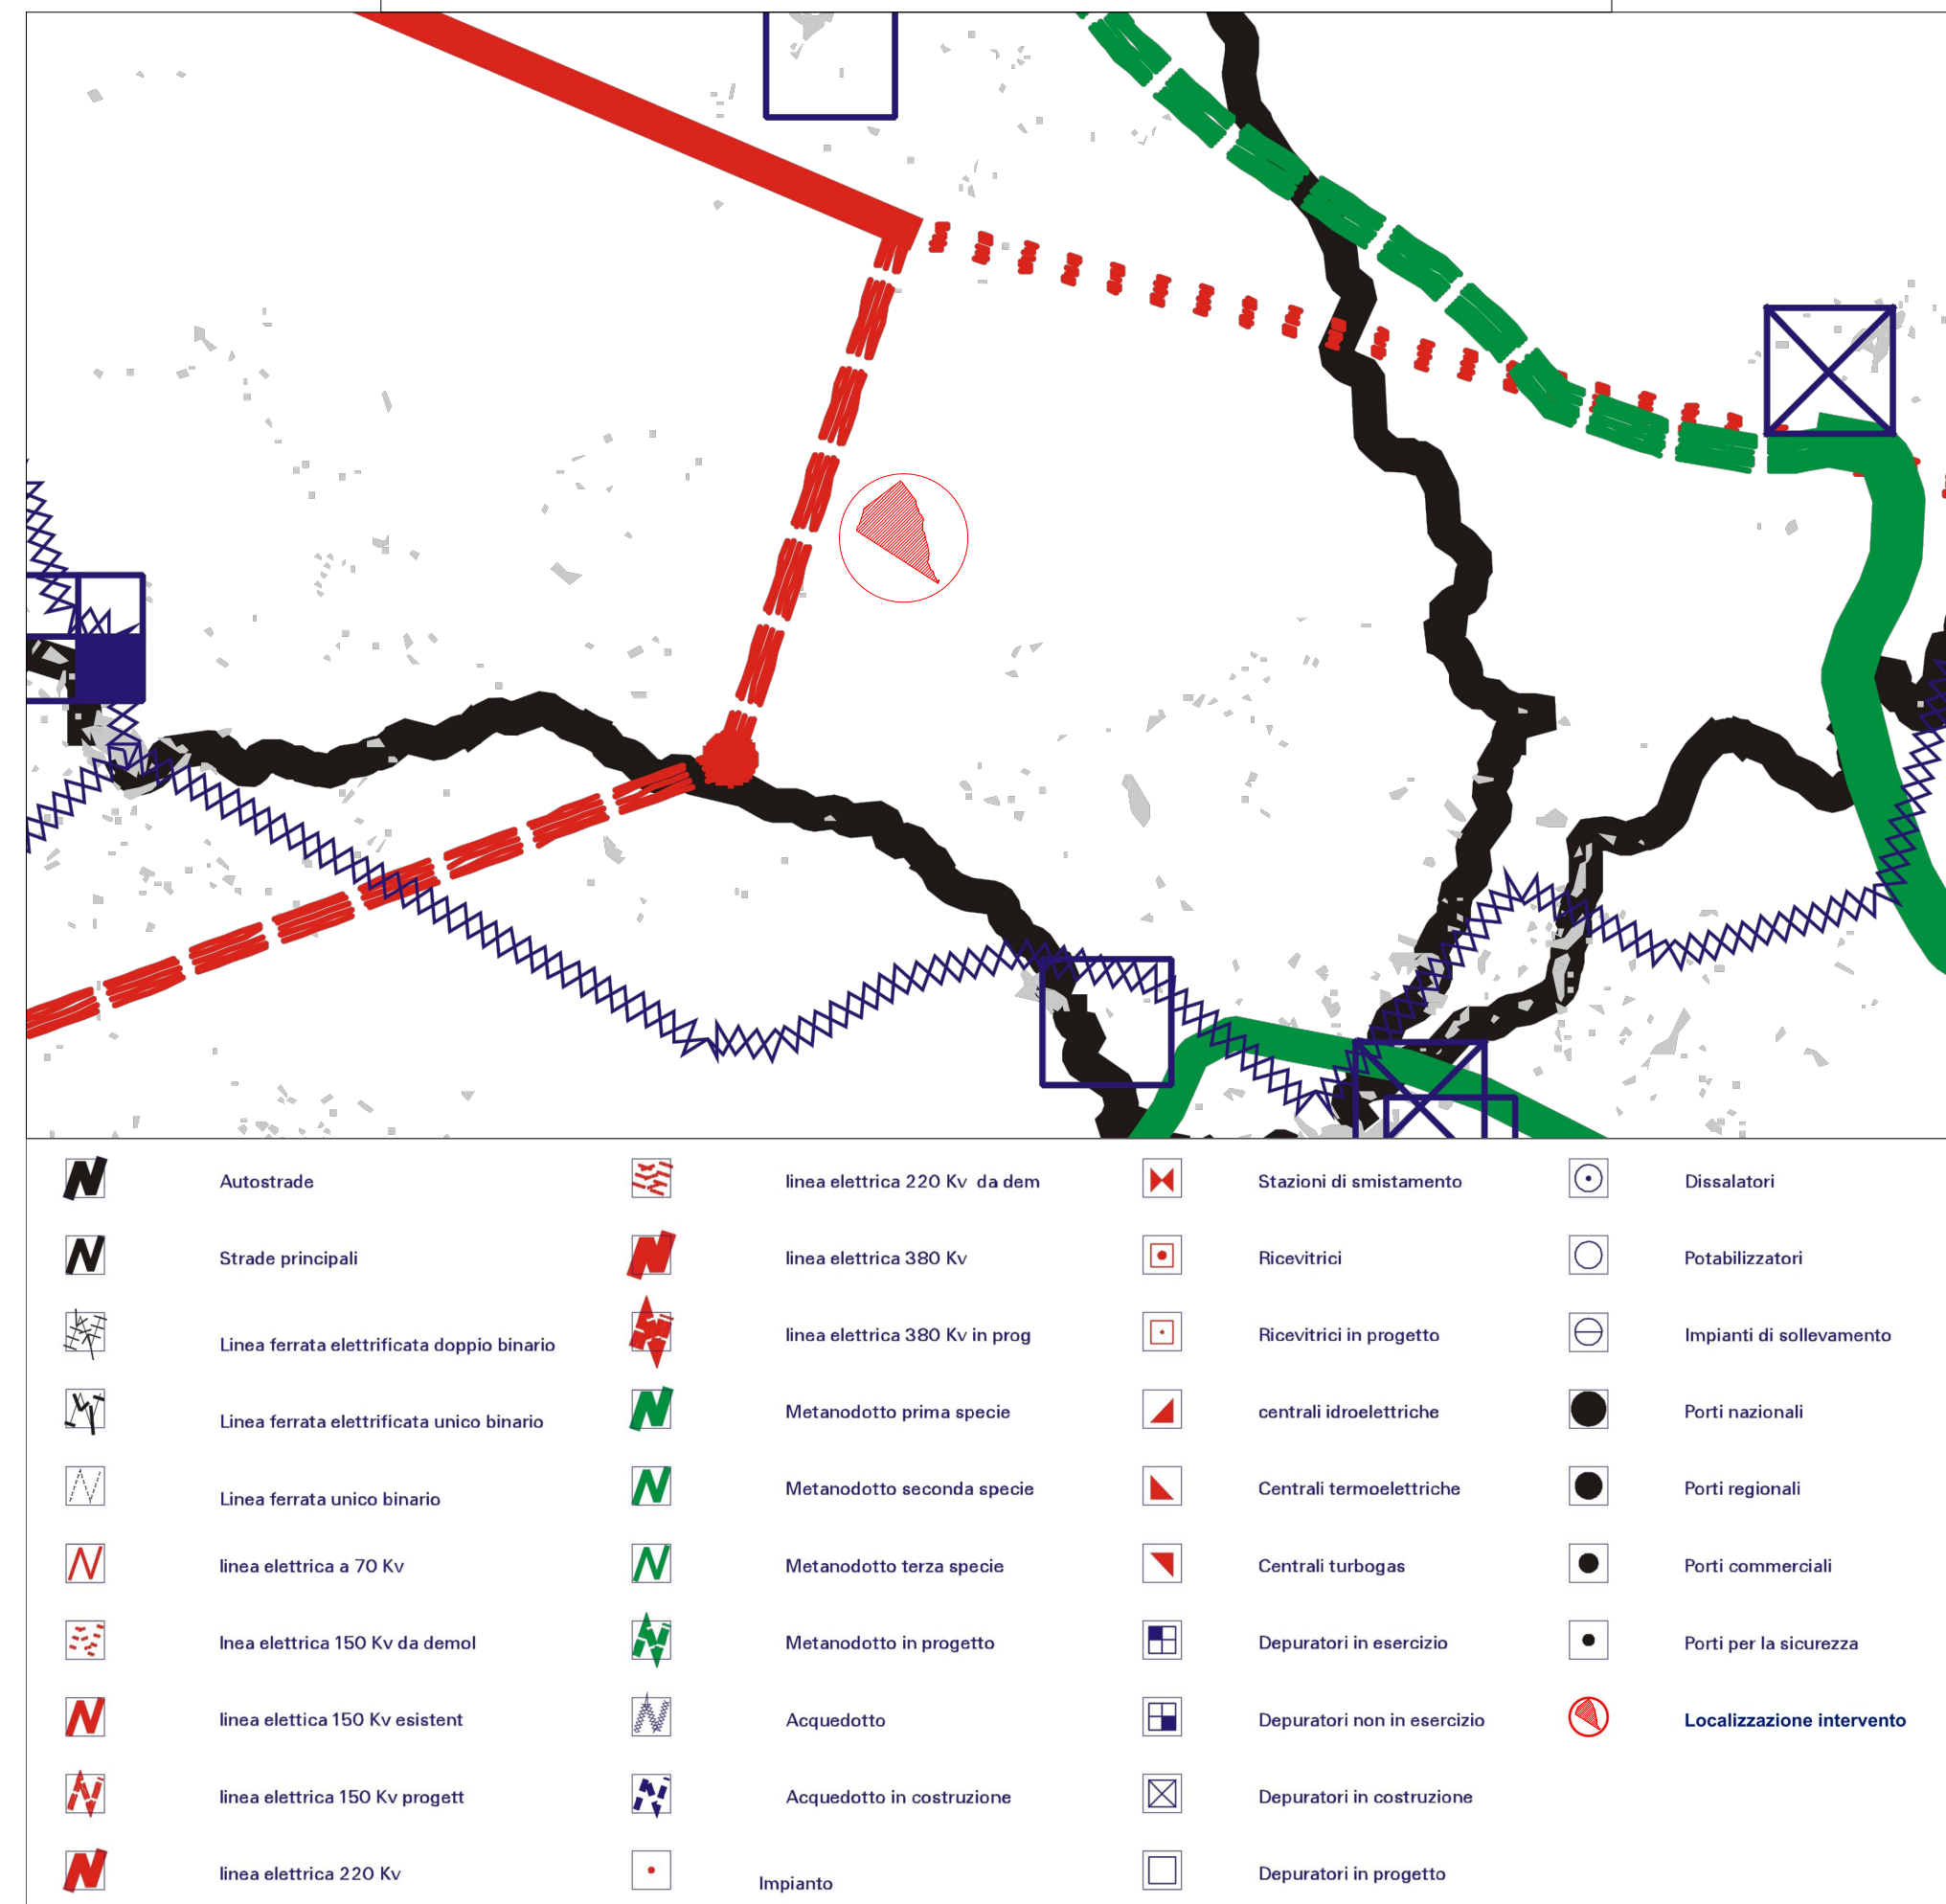 Autostrade
Strade principali
Linea ferrata elettrificata doppio binario
Linea ferrata elettrificata unico binario
Linea ferrata unico binario
linea elettrica a 70 Kv
lnea elettrica 150 Kv da demol
linea elettica 150 Kv esistent
linea elettrica 150 Kv progett
linea elettrica 220 Kv
linea elettrica 220 Kv da dem
linea elettrica 380 Kv
linea elettrica 380 Kv in prog
Metanodotto prima specie
Metanodotto seconda specie
Metanodotto terza specie
Metanodotto in progetto
Acquedotto
Acquedotto in costruzione
Impianto
Stazioni di smistamento
Ricevitrici
Ricevitrici in progetto
centrali idroelettriche
Centrali termoelettriche
Centrali turbogas
Depuratori in esercizio
Depuratori non in esercizio
Depuratori in costruzione
Depuratori in progetto
Dissalatori
Potabilizzatori
Impianti di sollevamento
Porti nazionali
Porti regionali
Porti commerciali
Porti per la sicurezza
Localizzazione intervento